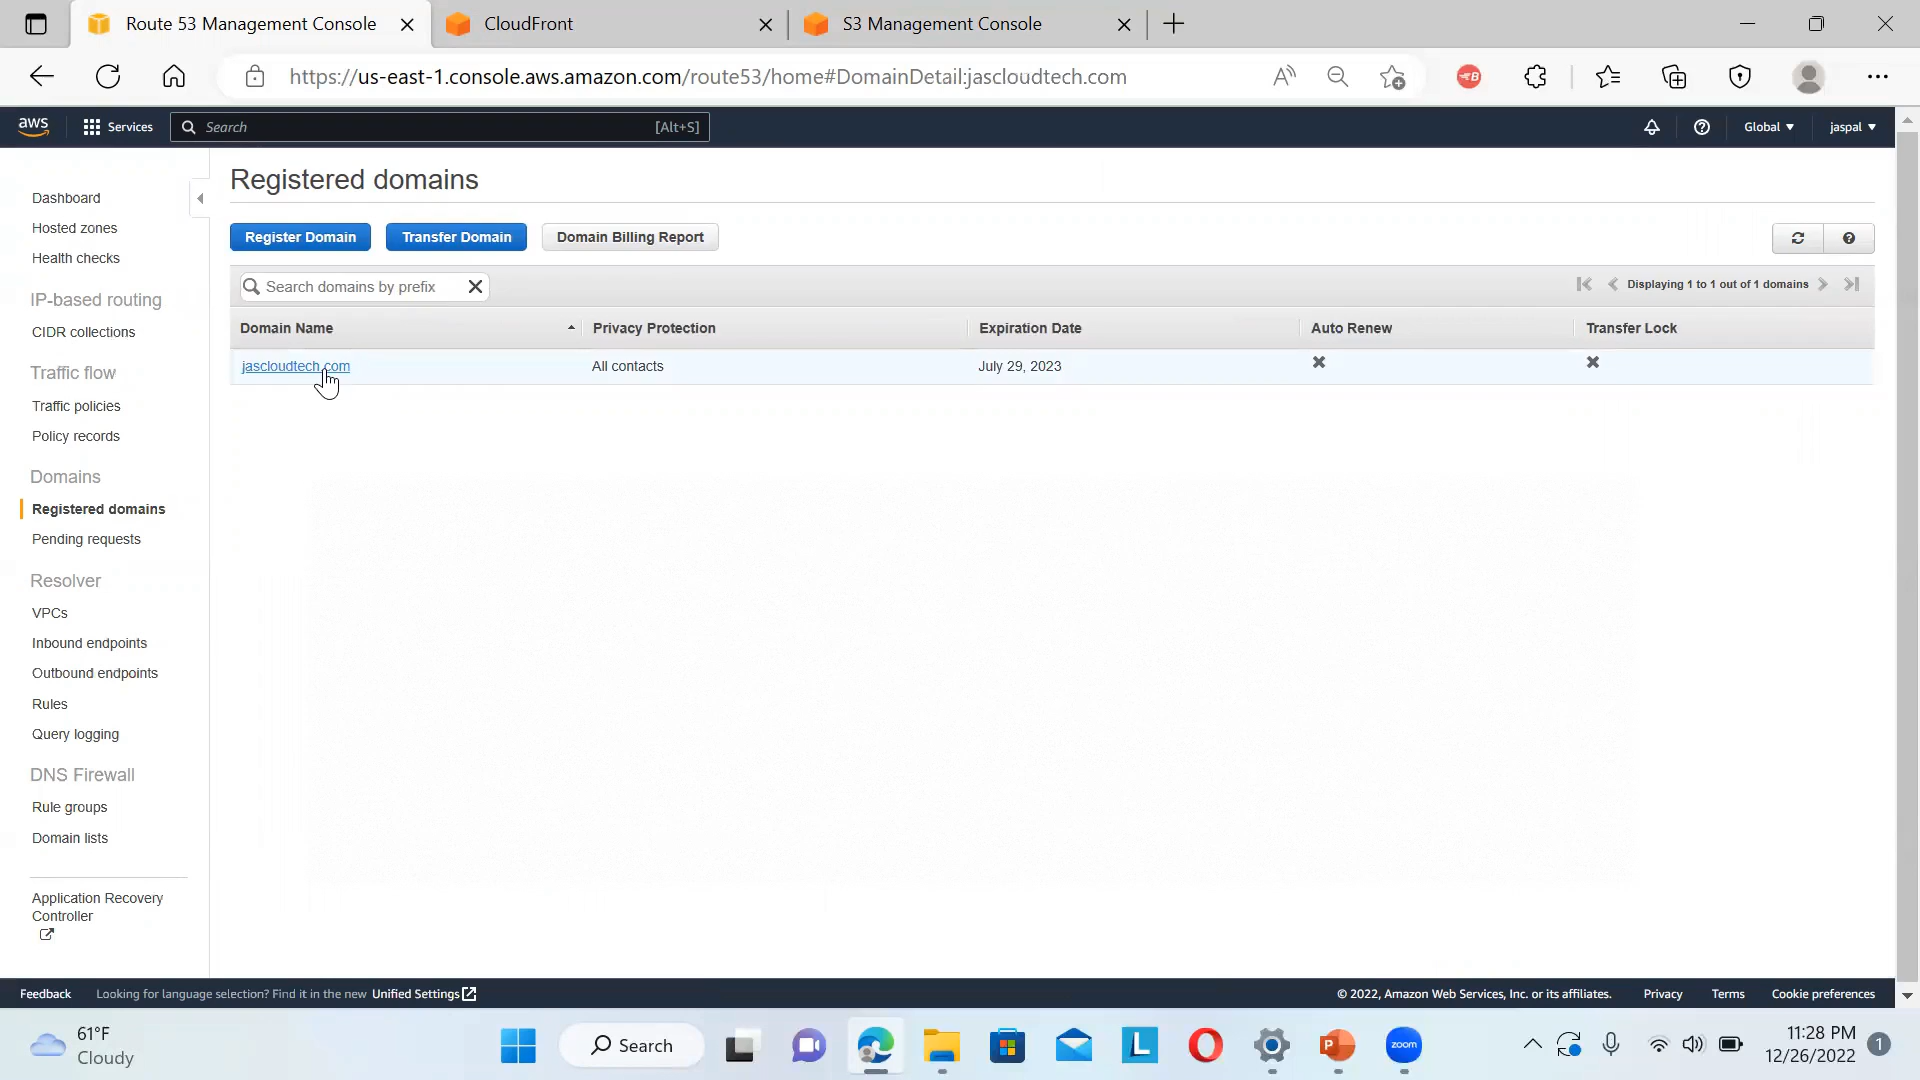 Route 53 Management Console
CloudFront
S3 Management Console
https://us-east-1.console.aws.amazon.com/route53/home#DomainDetail:jascloudtech.com
aws
Services
Search
[Alt+S]
Global
jaspal
Registered domains
Register Domain
Transfer Domain
Domain Billing Report
Search domains by prefix
Displaying 1 to 1 out of 1 domains
Domain Name
Privacy Protection
Expiration Date
Auto Renew
Transfer Lock
jascloudtech.com
All contacts
July 29, 2023
Dashboard
Hosted zones
Health checks
IP-based routing
CIDR collections
Traffic flow
Traffic policies
Policy records
Domains
Registered domains
Pending requests
Resolver
VPCs
Inbound endpoints
Outbound endpoints
Rules
Query logging
DNS Firewall
Rule groups
Domain lists
Application Recovery
Controller
Feedback
Looking for language selection? Find it in the new Unified Settings
© 2022, Amazon Web Services, Inc. or its affiliates.
Privacy
Terms
Cookie preferences
61°F
Cloudy
Search
L
P
zoom
11:28 PM
12/26/2022
1